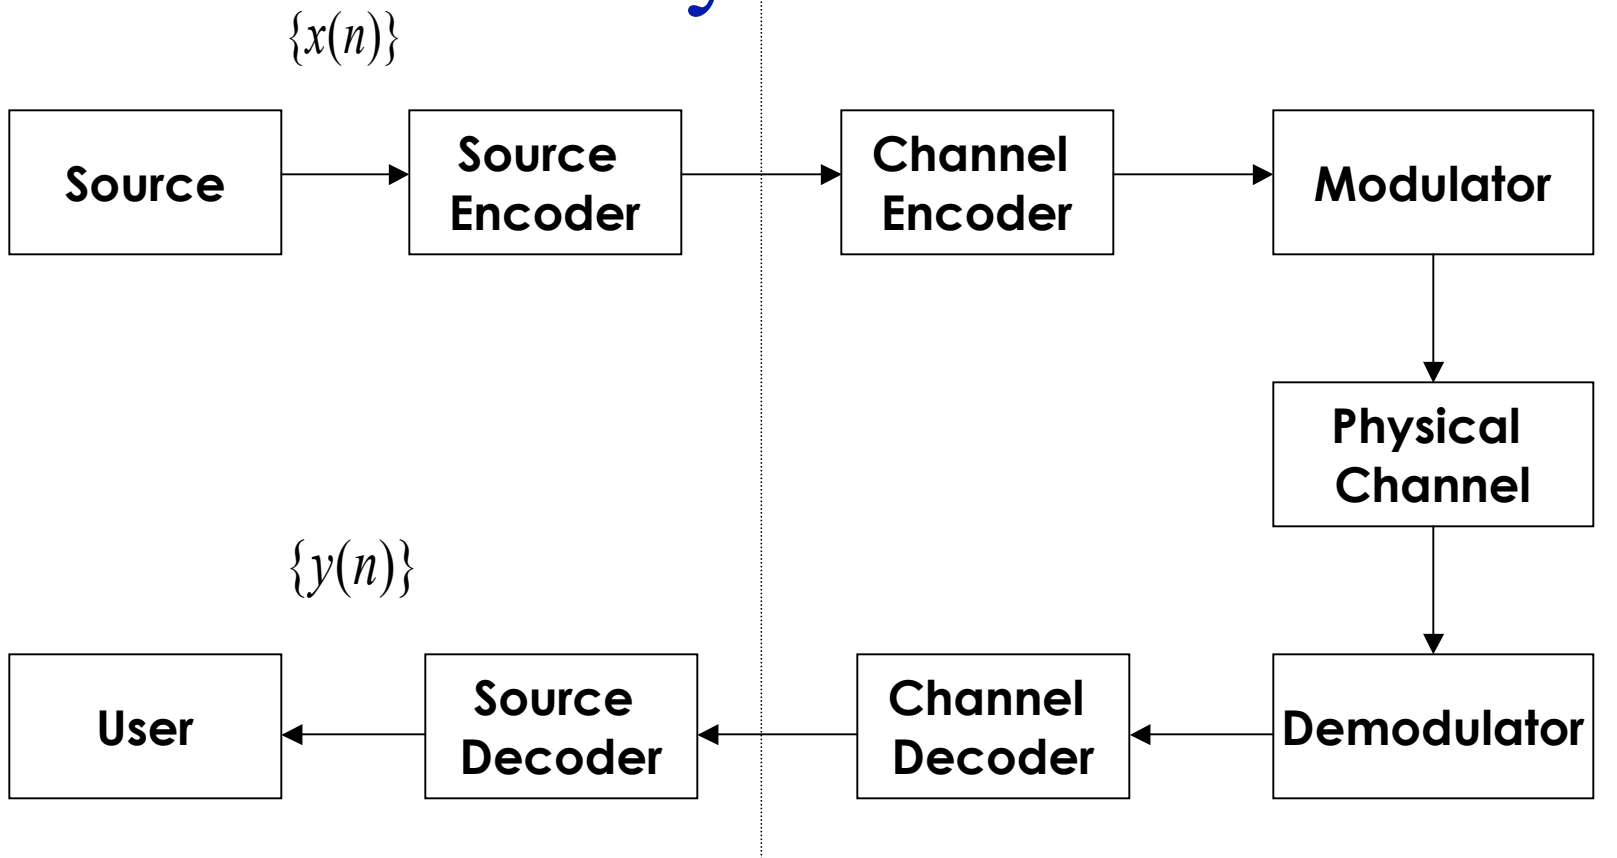 {x(n)}
Source
Source
Encoder
Channel
Encoder
Modulator
Physical
Channel
{y(n)}
User
Source
Decoder
Channel
Decoder
Demodulator